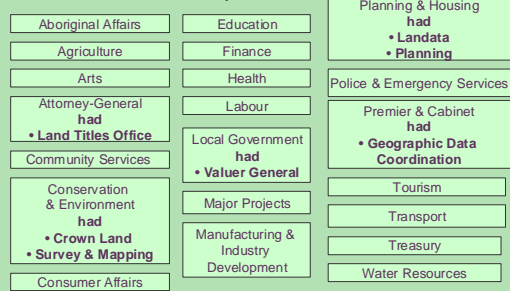 Aboriginal Affairs
Agriculture
Arts
Attorney-General
had
• Land Titles Office
Community Services
Conservation
& Environment
had
• Crown Land
• Survey & Mapping
Consumer Affairs
Education
Finance
Health
Labour
Local Government
had
• Valuer General
Major Projects
Manufacturing &
Industry
Development
Planning & Housing
had
• Landata
• Planning
Police & Emergency Services
Premier & Cabinet
had
• Geographic Data
Coordination
Tourism
Transport
Treasury
Water Resources